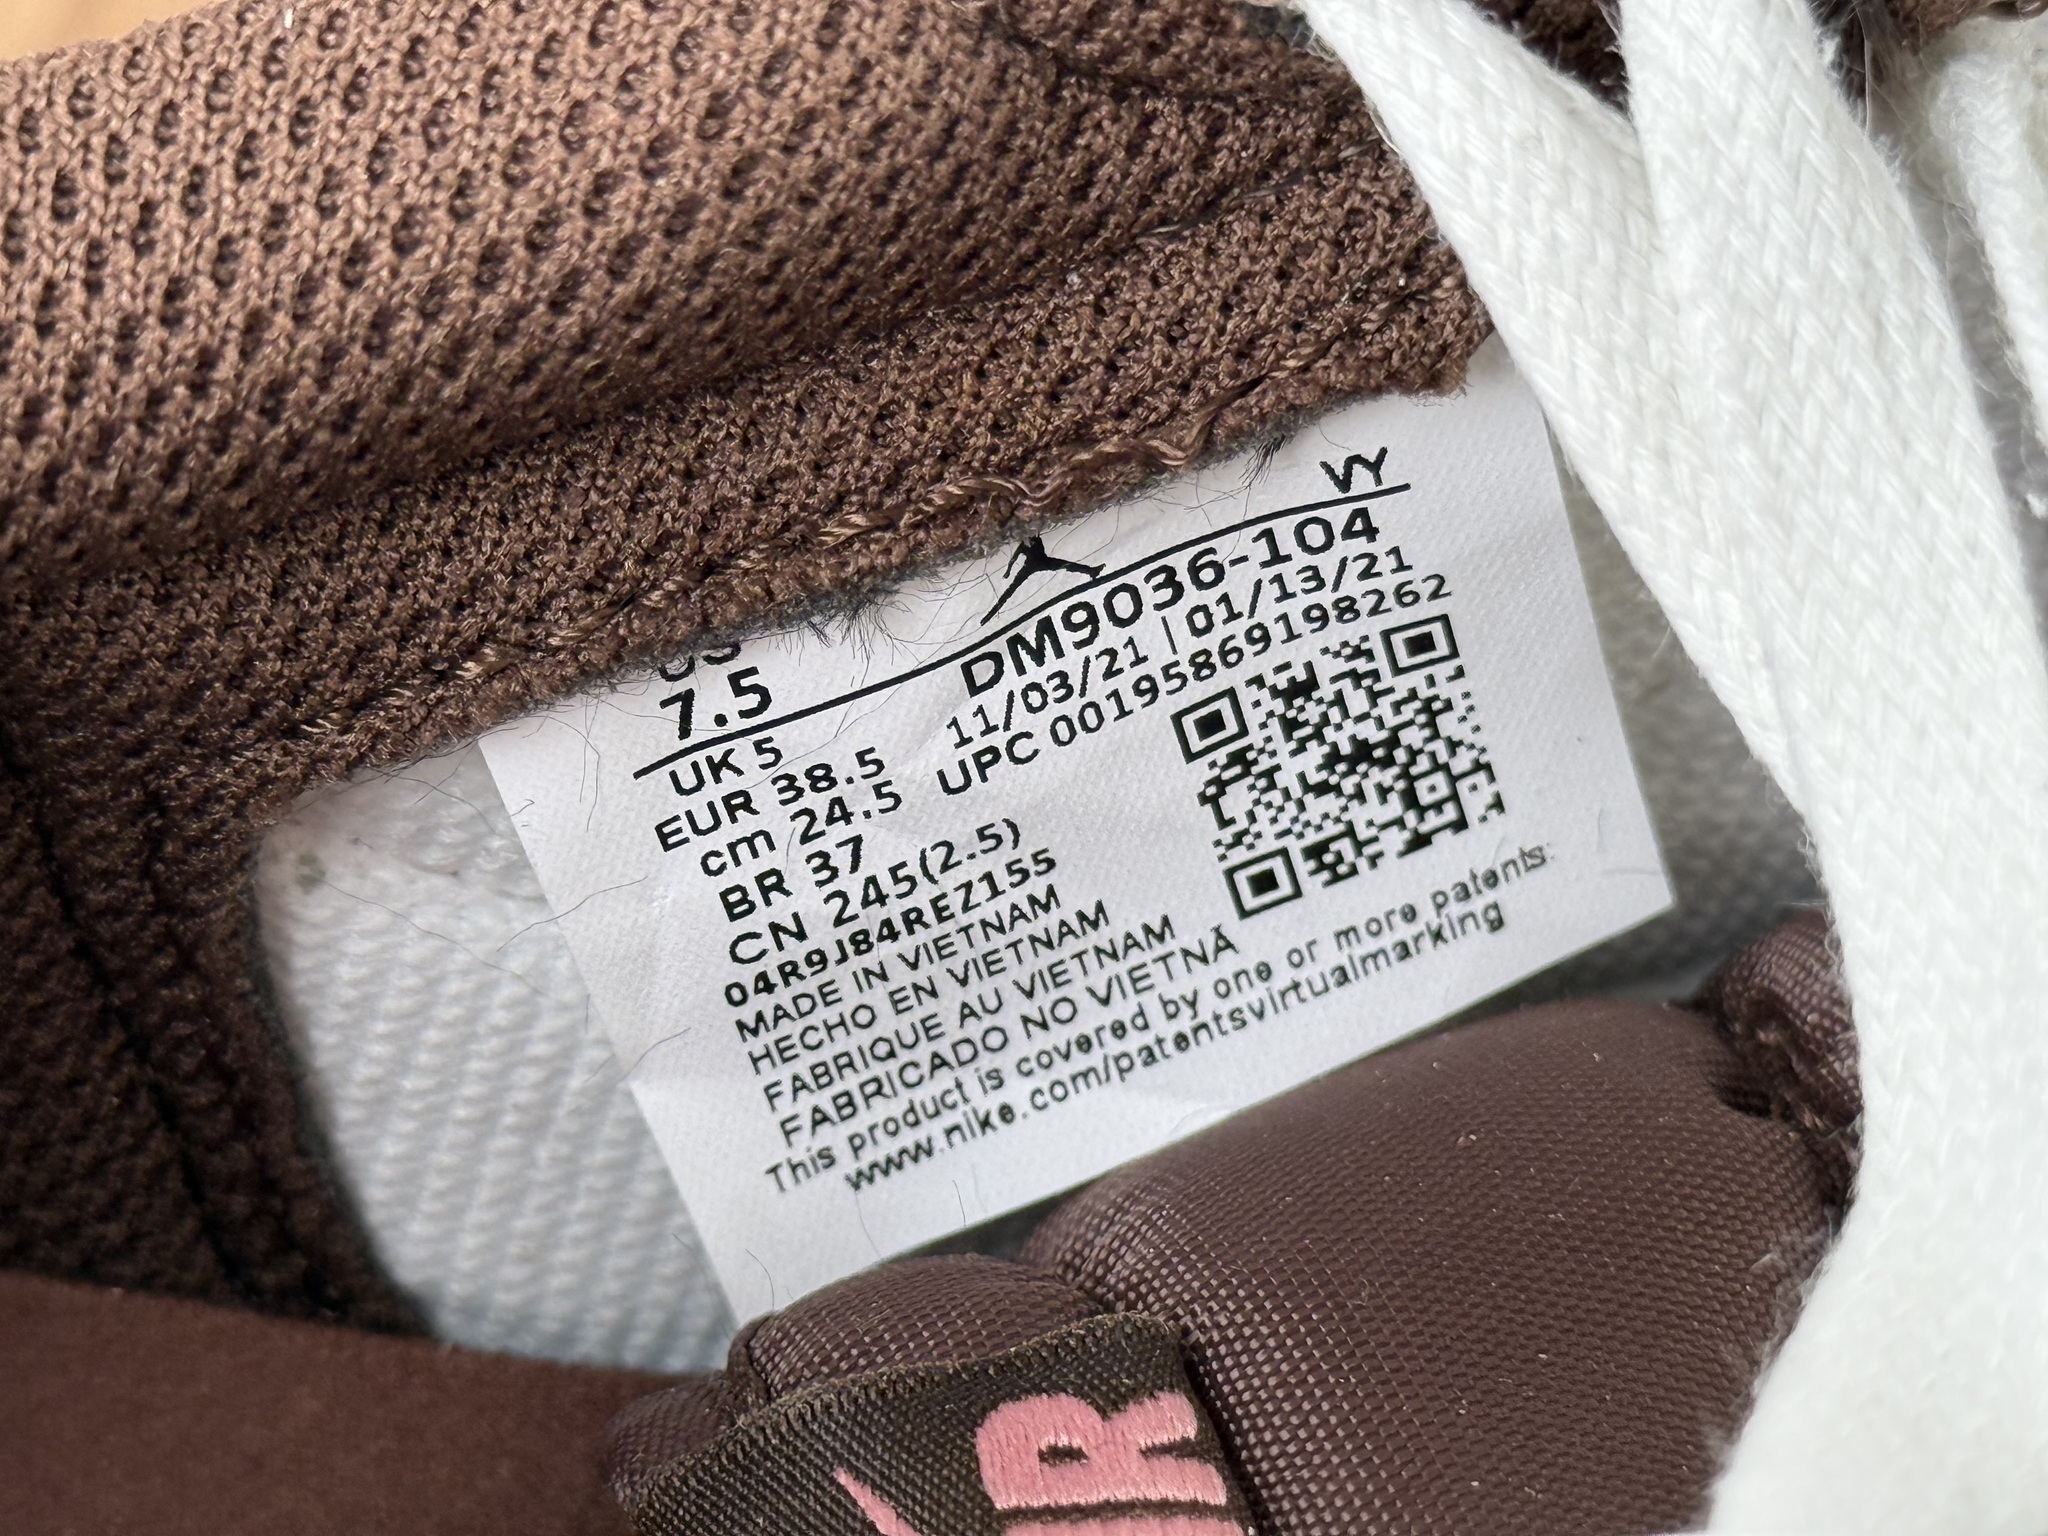 VY
US
7.5
DM9036-104
11/03/21 | 01/13/21
UPC 00195869198262
UK 5
EUR 38.5
cm 24.5
BR 37
CN 245(2.5)
04R9J84REZ155
MADE IN VIETNAM
HECHO EN VIETNAM
FABRIQUE AU VIETNAM
FABRICADO NO VIETNÃ
This product is covered by one or more patents:
www.nike.com/patentsvirtualmarking